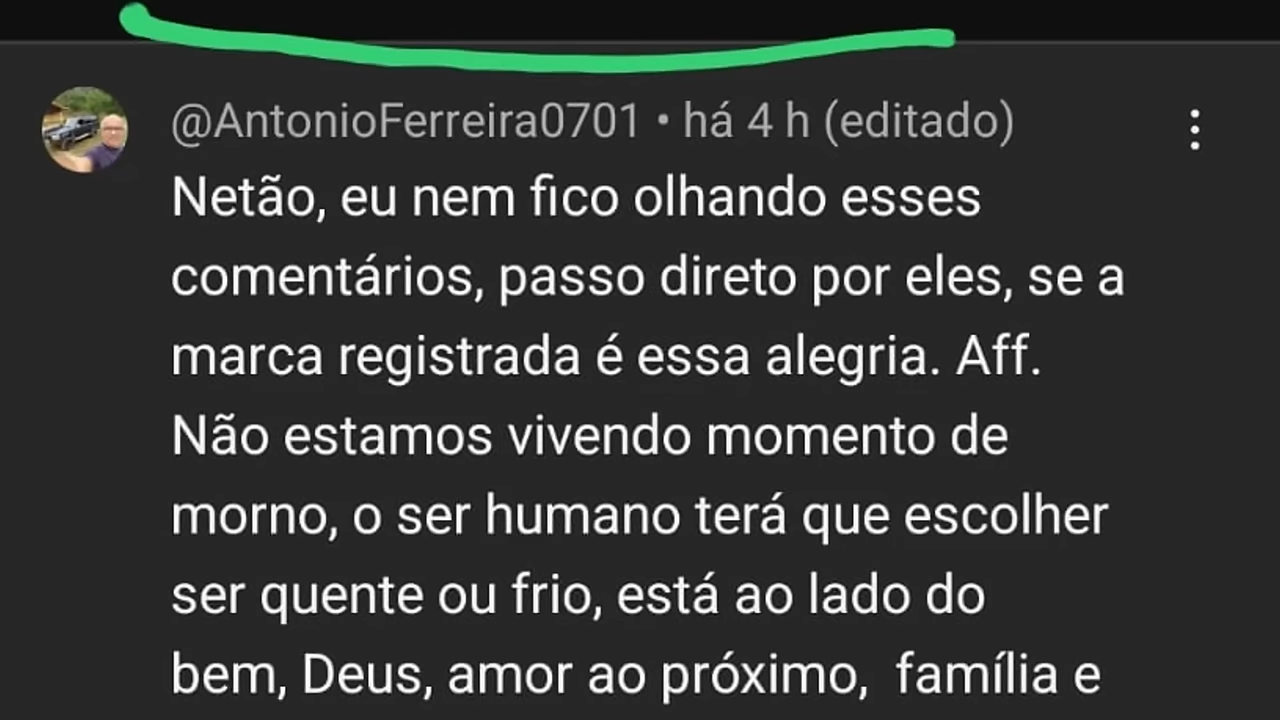 @AntonioFerreira0701 • há 4 h (editado)
Netão, eu nem fico olhando esses
comentários, passo direto por eles, se a
marca registrada é essa alegria. Aff.
Não estamos vivendo momento de
morno, o ser humano terá que escolher
ser quente ou frio, está ao lado do
bem, Deus, amor ao próximo,  família e